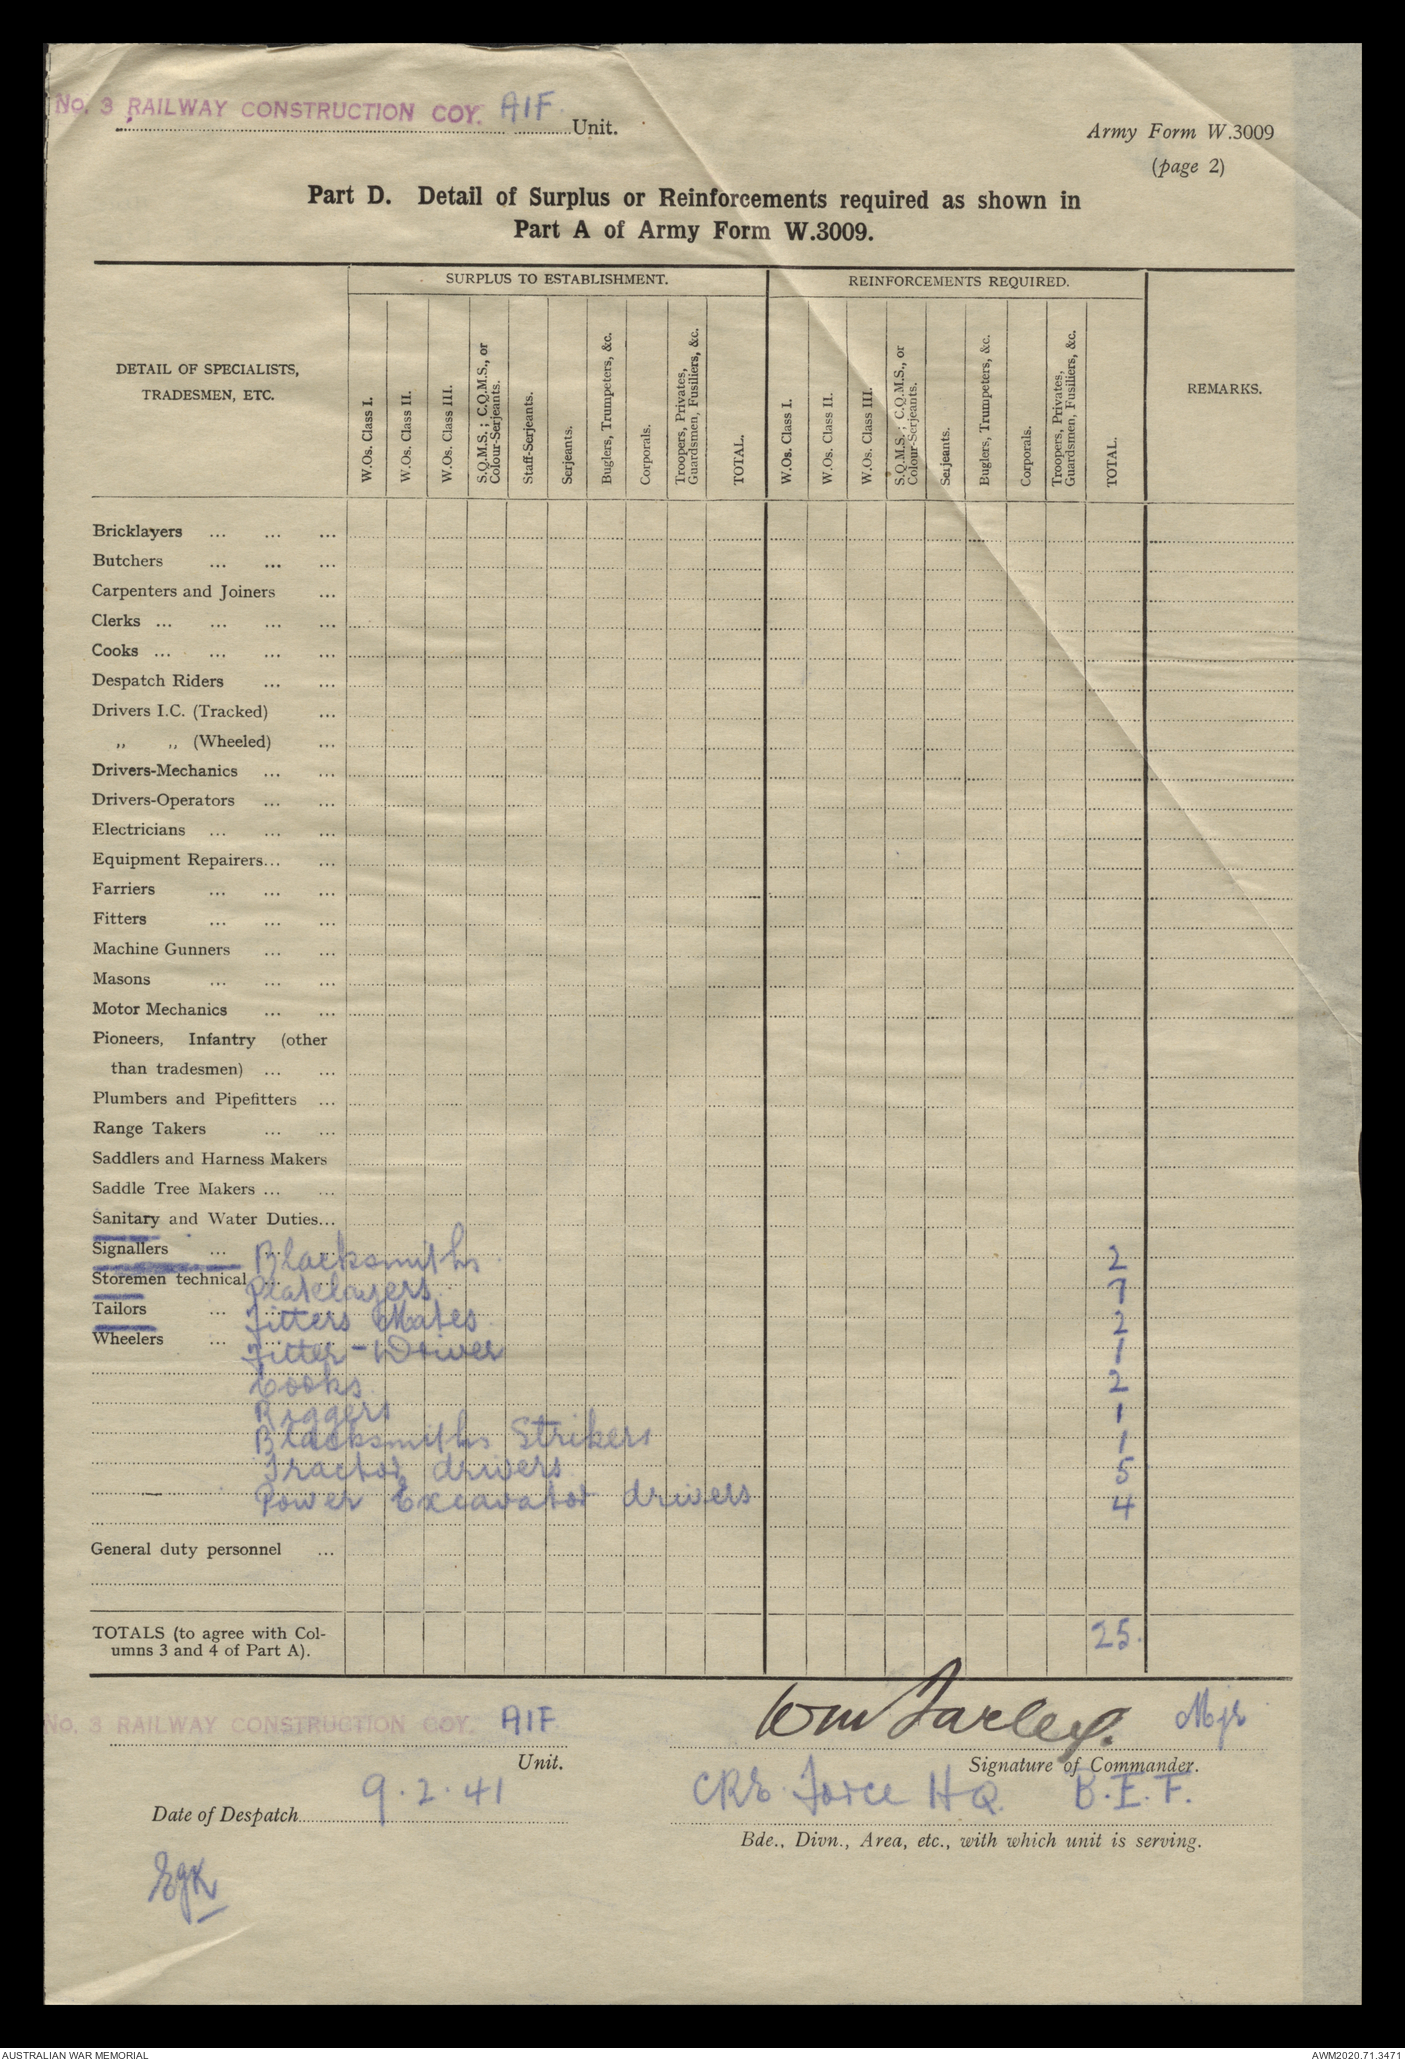 No. 3 RAILWAY CONSTRUCTION COY. AIF Unit.
Army Form W.3009
(page 2)
Part D. Detail of Surplus or Reinforcements required as shown in
Part A of Army Form W.3009.
DETAIL OF SPECIALISTS, TRADESMEN, ETC.
SURPLUS TO ESTABLISHMENT.
W.Os. Class I.
W.Os. Class II.
W.Os. Class III.
S.Q.M.S.; C.Q.M.S., or Colour-Serjeants.
Staff-Serjeants.
Serjeants.
Buglers, Trumpeters, &c.
Corporals.
Troopers, Privates, Guardsmen, Fusiliers, &c.
TOTAL.
REINFORCEMENTS REQUIRED.
W.Os. Class I.
W.Os. Class II.
W.Os. Class III.
S.Q.M.S.; C.Q.M.S., or Colour-Serjeants.
Serjeants.
Buglers, Trumpeters, &c.
Corporals.
Troopers, Privates, Guardsmen, Fusiliers, &c.
TOTAL.
REMARKS.
Bricklayers ... ... ...
Butchers ... ... ...
Carpenters and Joiners ...
Clerks ... ... ... ...
Cooks ... ... ... ...
Despatch Riders ... ...
Drivers I.C. (Tracked) ...
,, ,, (Wheeled) ...
Drivers-Mechanics ... ...
Drivers-Operators ... ...
Electricians ... ... ...
Equipment Repairers... ...
Farriers ... ... ...
Fitters ... ... ...
Machine Gunners ... ...
Masons ... ... ...
Motor Mechanics ... ...
Pioneers, Infantry (other
than tradesmen) ... ...
Plumbers and Pipefitters ...
Range Takers ... ...
Saddlers and Harness Makers
Saddle Tree Makers ... ...
Sanitary and Water Duties...
Signallers ... Blacksmiths 2
Storemen technical ... Platelayers 7
Tailors ... Fitters Mates 2
Wheelers ... Fitter-Driver 1
Cooks 2
Riggers 1
Blacksmiths Strikers 1
Tractor drivers 5
Power Excavator drivers 4
General duty personnel ...
TOTALS (to agree with Col-
umns 3 and 4 of Part A). 25.
No. 3 RAILWAY CONSTRUCTION COY. AIF
Unit.
Wm Farley. Mjr
Signature of Commander.
Date of Despatch 9.2.41
CRE Force HQ B.E.F.
Bde., Divn., Area, etc., with which unit is serving.
AUSTRALIAN WAR MEMORIAL
AWM2020.71.3471